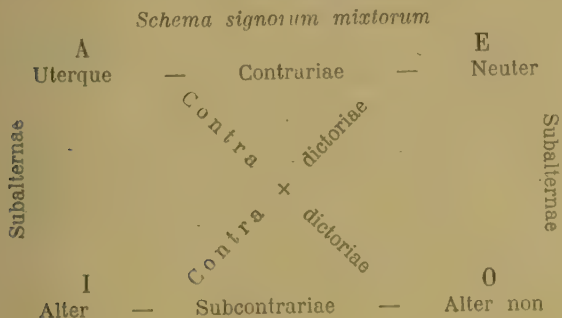 Schema signorum mixtorum
A E
Uterque — Contrariae — Neuter
Subalternae Subalternae
Contra dictoriae
×
Contra dictoriae
I O
Alter — Subcontrariae — Alter non